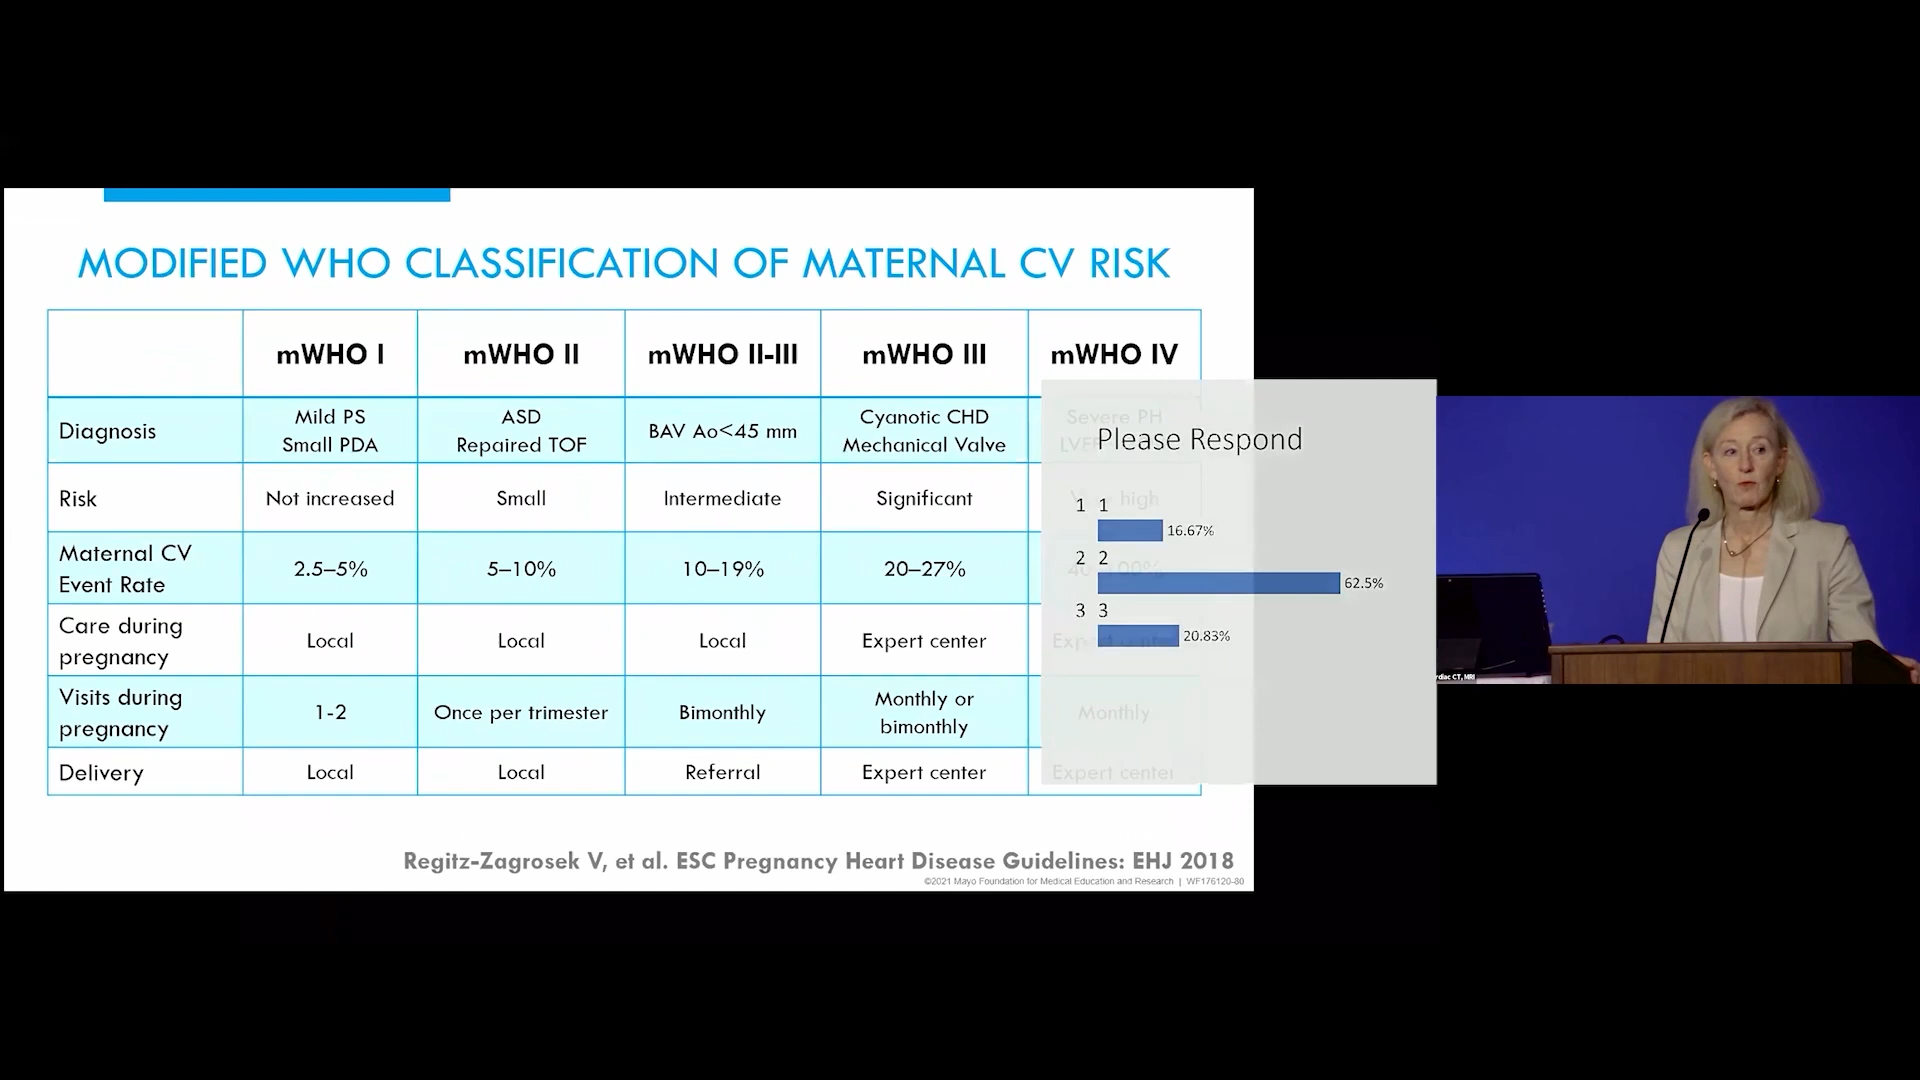 MODIFIED WHO CLASSIFICATION OF MATERNAL CV RISK
mWHO I
mWHO II
mWHO II-III
mWHO III
mWHO IV
Diagnosis
Mild PS
Small PDA
ASD
Repaired TOF
BAV Ao<45 mm
Cyanotic CHD
Mechanical Valve
Severe PH
Risk
Not increased
Small
Intermediate
Significant
high
Maternal CV
Event Rate
2.5–5%
5–10%
10–19%
20–27%
Care during
pregnancy
Local
Local
Local
Expert center
Visits during
pregnancy
1-2
Once per trimester
Bimonthly
Monthly or
bimonthly
Monthly
Delivery
Local
Local
Referral
Expert center
Expert center
Please Respond
1 1
16.67%
2 2
62.5%
3 3
20.83%
Regitz-Zagrosek V, et al. ESC Pregnancy Heart Disease Guidelines: EHJ 2018
©2021 Mayo Foundation for Medical Education and Research | WF176120-80
CT, MRI